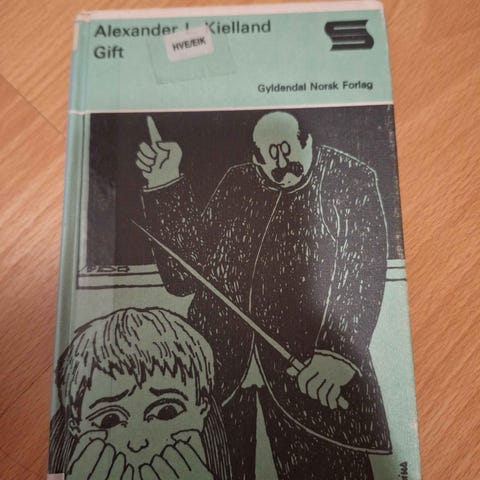 Alexander L. Kielland
HVE/EIK
Gift
Gyldendal Norsk Forlag